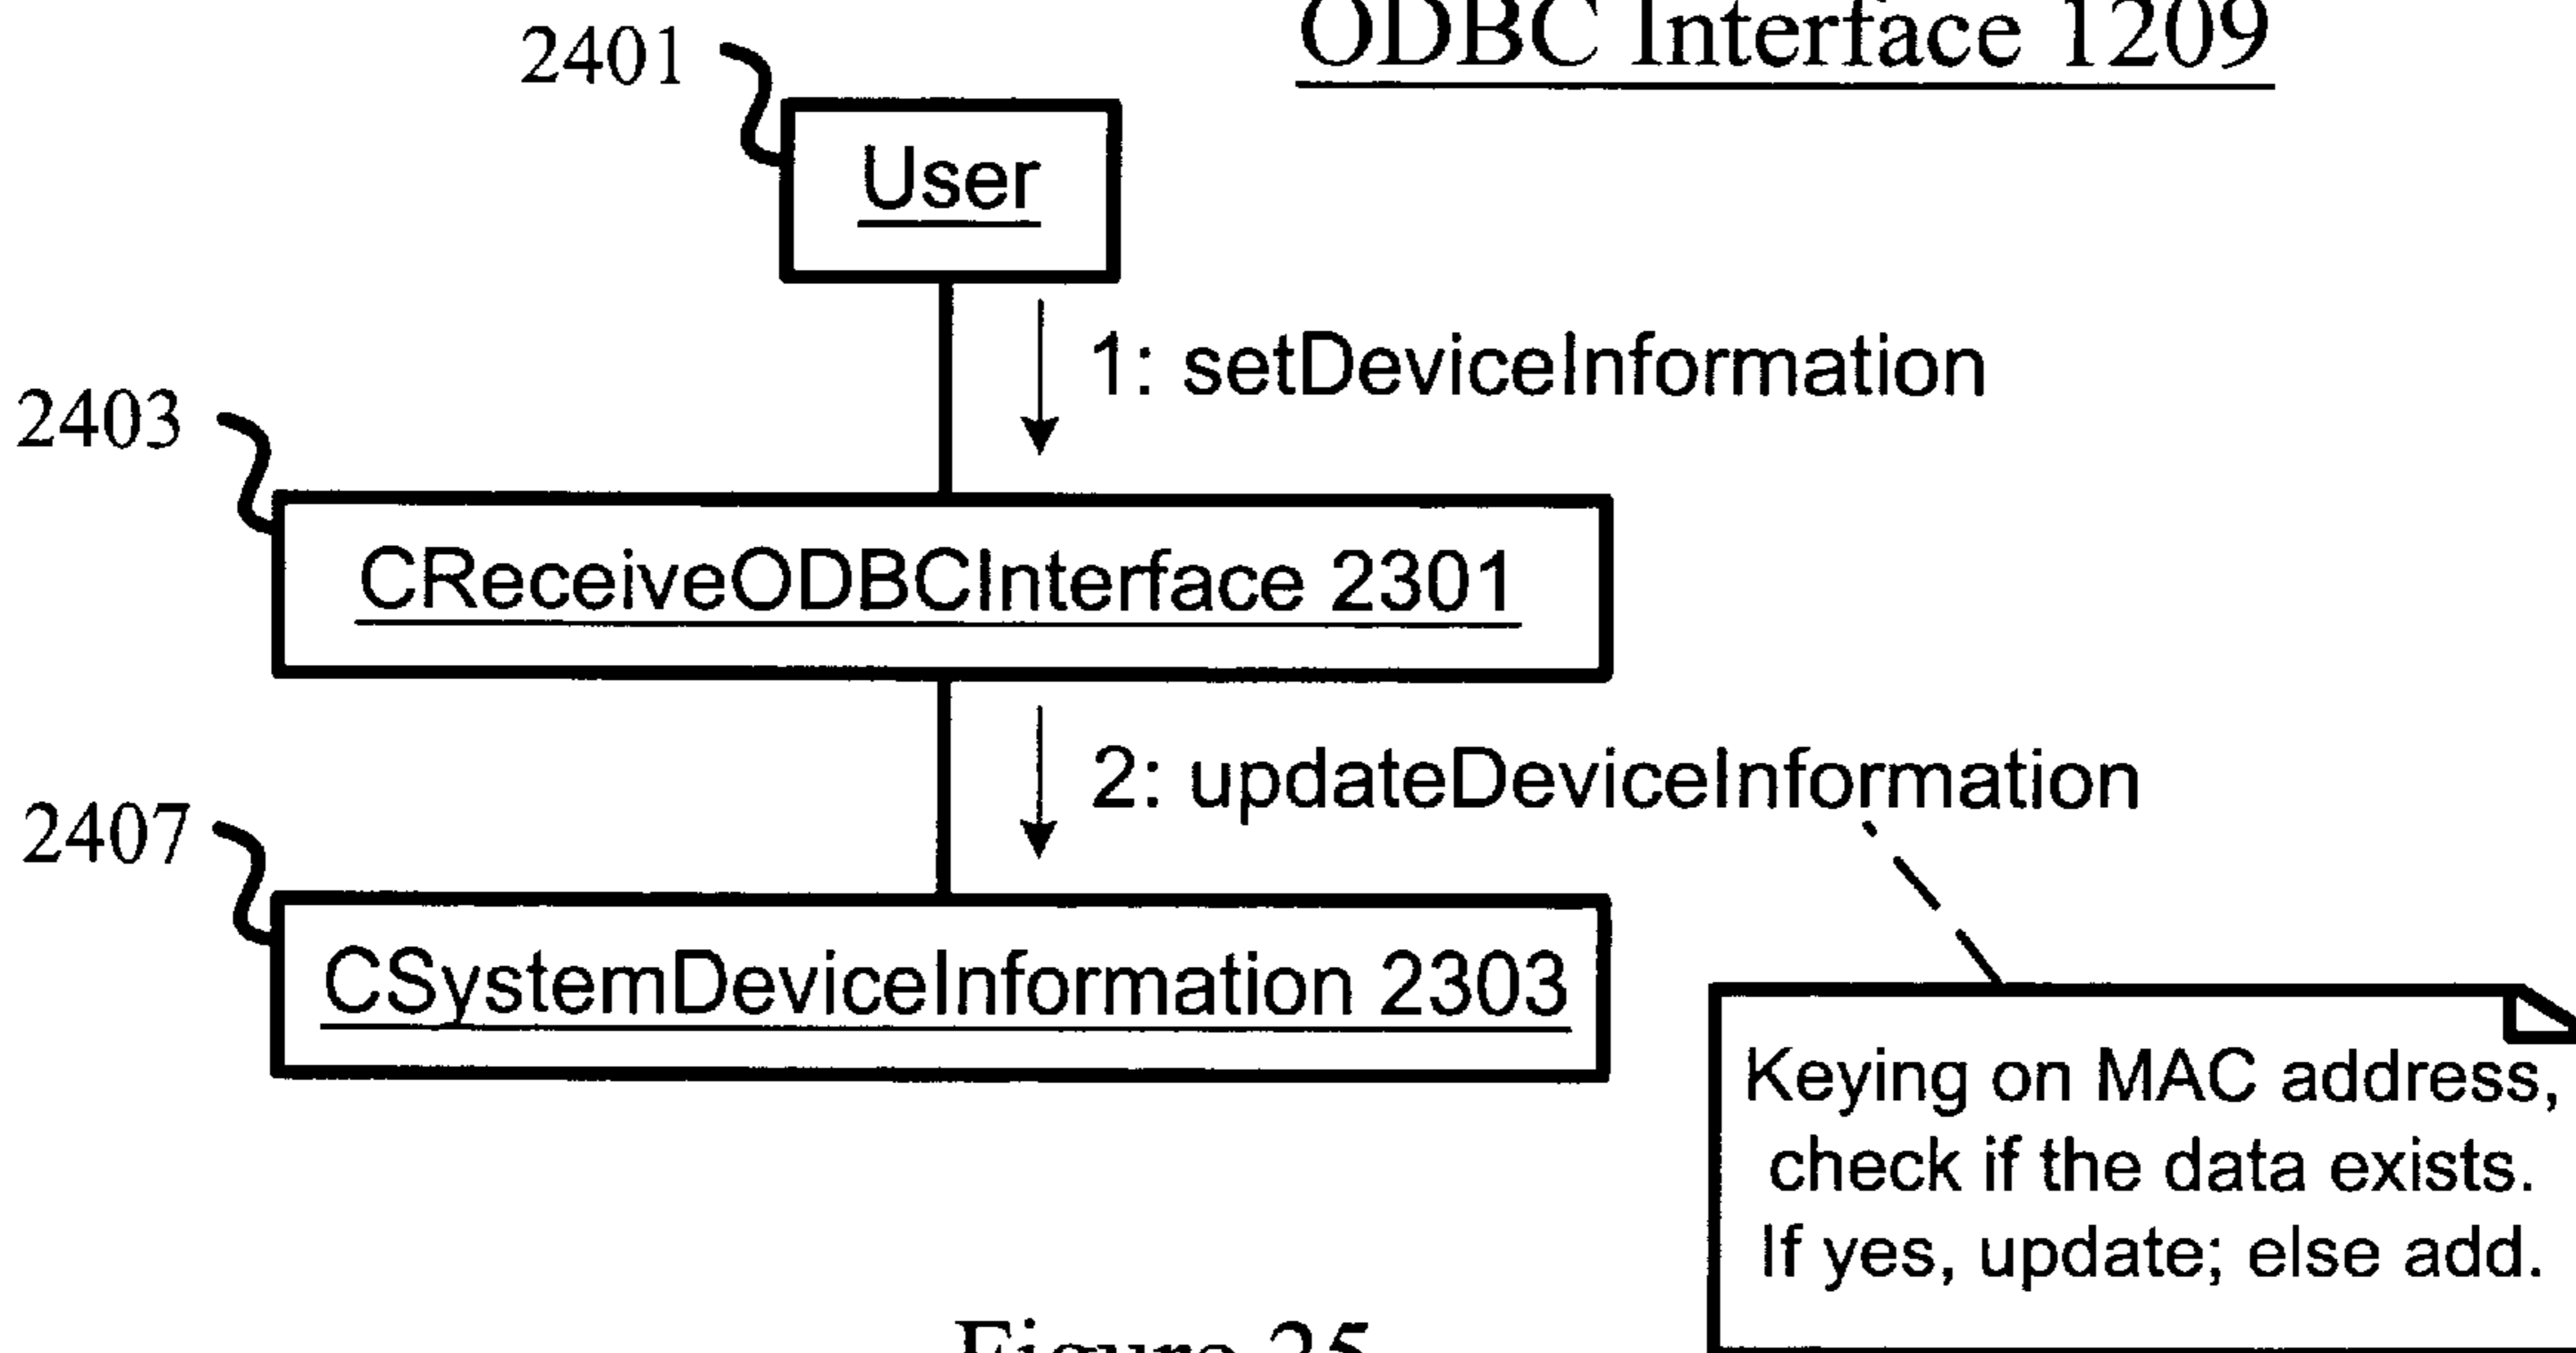 ODBC Interface 1209
2401
User
1: setDeviceInformation
2403
CReceiveODBCInterface 2301
2: updateDeviceInformation
2407
CSystemDeviceInformation 2303
Keying on MAC address,
check if the data exists.
If yes, update; else add.
Figure 25